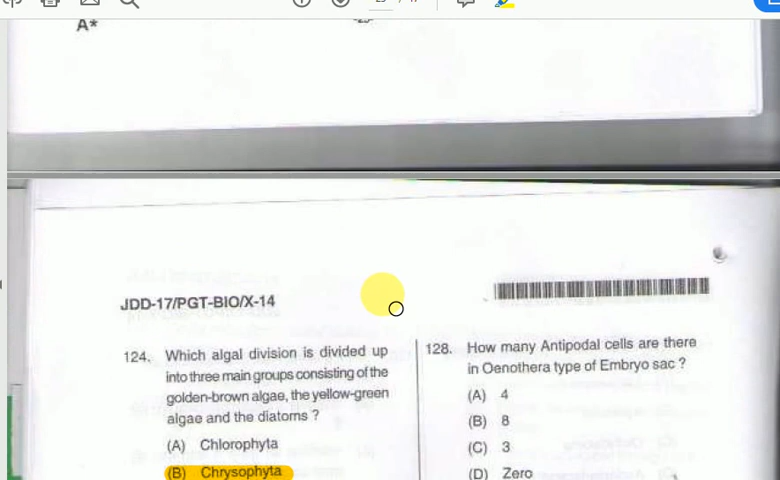 A*
JDD-17/PGT-BIO/X-14
124. Which algal division is divided up
into three main groups consisting of the
golden-brown algae, the yellow-green
algae and the diatoms ?
(A) Chlorophyta
(B) Chrysophyta
128. How many Antipodal cells are there
in Oenothera type of Embryo sac ?
(A) 4
(B) 8
(C) 3
(D) Zero